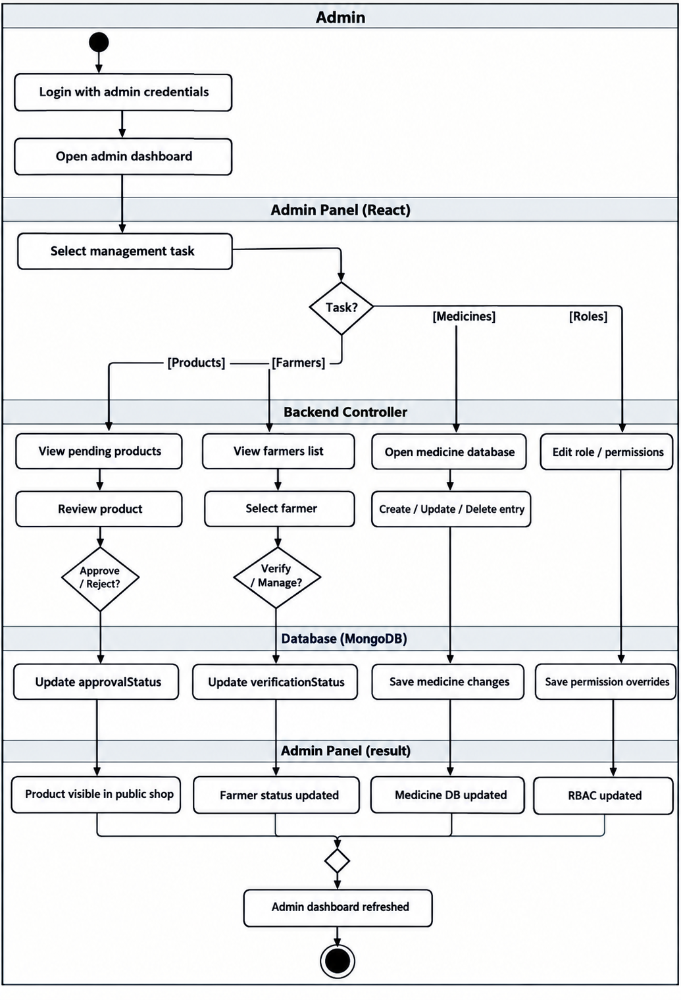 Admin
Login with admin credentials
Open admin dashboard
Admin Panel (React)
Select management task
Task?
[Medicines]
[Roles]
[Products]
[Farmers]
Backend Controller
View pending products
View farmers list
Open medicine database
Edit role / permissions
Review product
Select farmer
Create / Update / Delete entry
Approve
/ Reject?
Verify
/ Manage?
Database (MongoDB)
Update approvalStatus
Update verificationStatus
Save medicine changes
Save permission overrides
Admin Panel (result)
Product visible in public shop
Farmer status updated
Medicine DB updated
RBAC updated
Admin dashboard refreshed